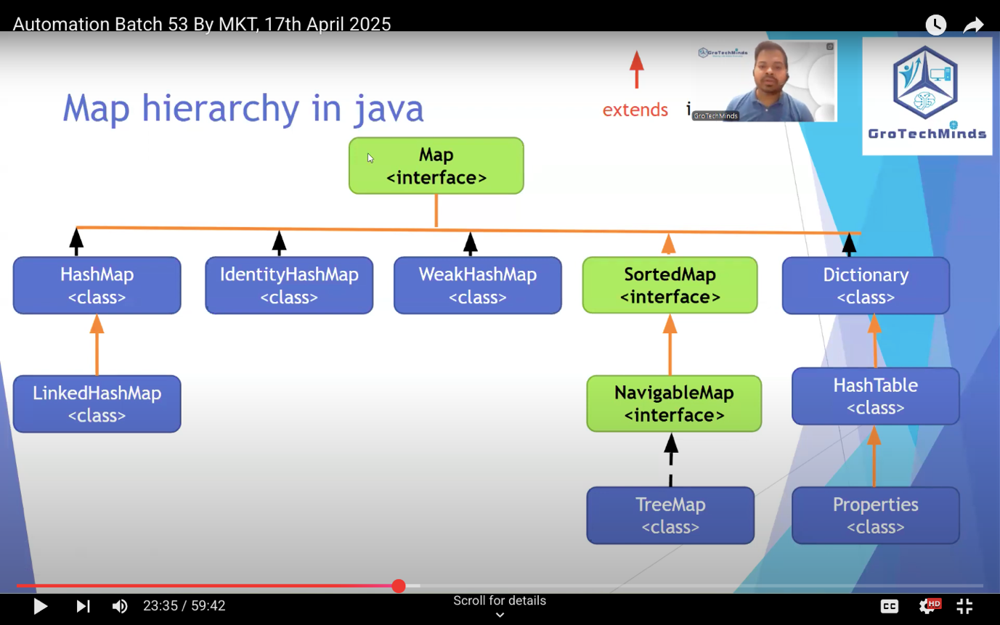 Automation Batch 53 By MKT, 17th April 2025
GroTechMinds
Map hierarchy in java
extends
i
GroTechMinds
GroTechMinds
Map
<interface>
HashMap
<class>
IdentityHashMap
<class>
WeakHashMap
<class>
SortedMap
<interface>
Dictionary
<class>
LinkedHashMap
<class>
NavigableMap
<interface>
HashTable
<class>
TreeMap
<class>
Properties
<class>
23:35 / 59:42
Scroll for details
CC
HD